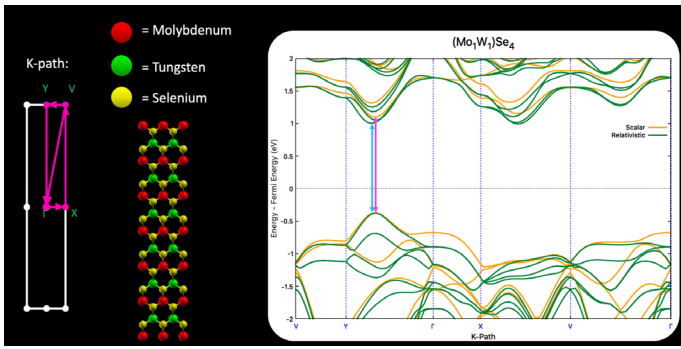 = Molybdenum
K-path:
= Tungsten
Y V
= Selenium
Γ X
(Mo₁W₁)Se₄
Scalar
Relativistic
Energy - Fermi Energy (eV)
2
1.5
1
0.5
0
-0.5
-1
-1.5
-2
V Y Γ X V Γ
K-Path